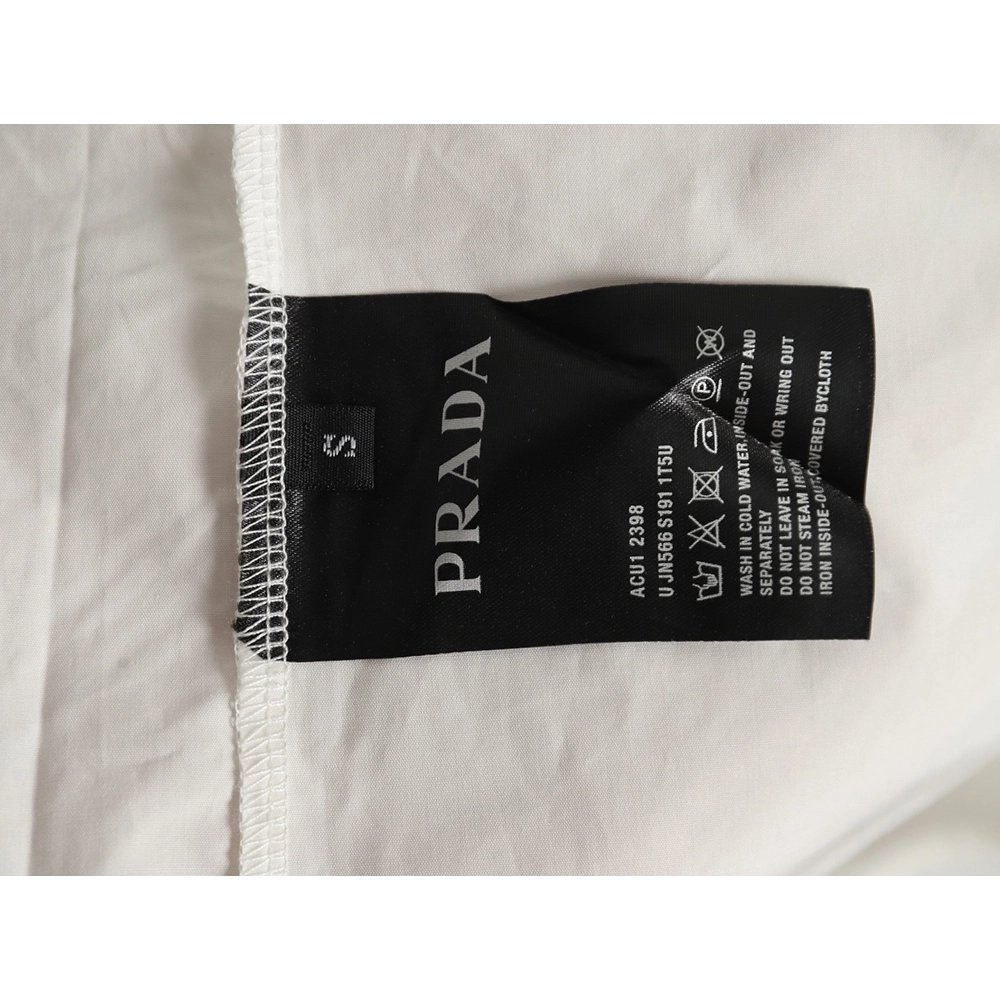 S
PRADA
ACU1 2398
U JN566 S191 1T5U
P
WASH IN COLD WATER,INSIDE-OUT AND
SEPARATELY
DO NOT LEAVE IN SOAK OR WRING OUT
DO NOT STEAM IRON
IRON INSIDE-OUT,COVERED BYCLOTH